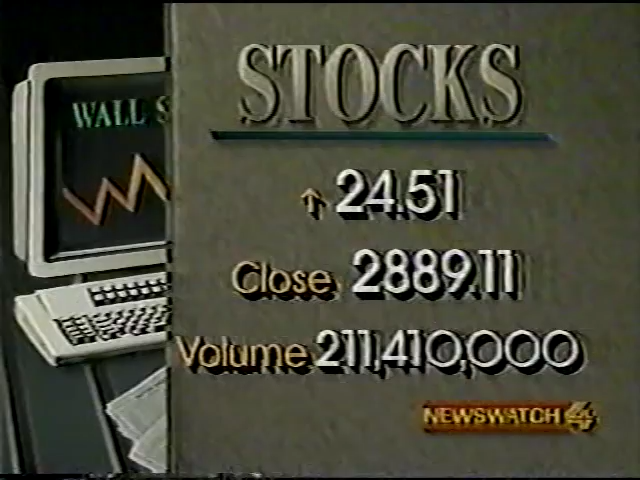 STOCKS
WALL S
↑ 24.51
Close 2889.11
Volume 211,410,000
NEWSWATCH 4